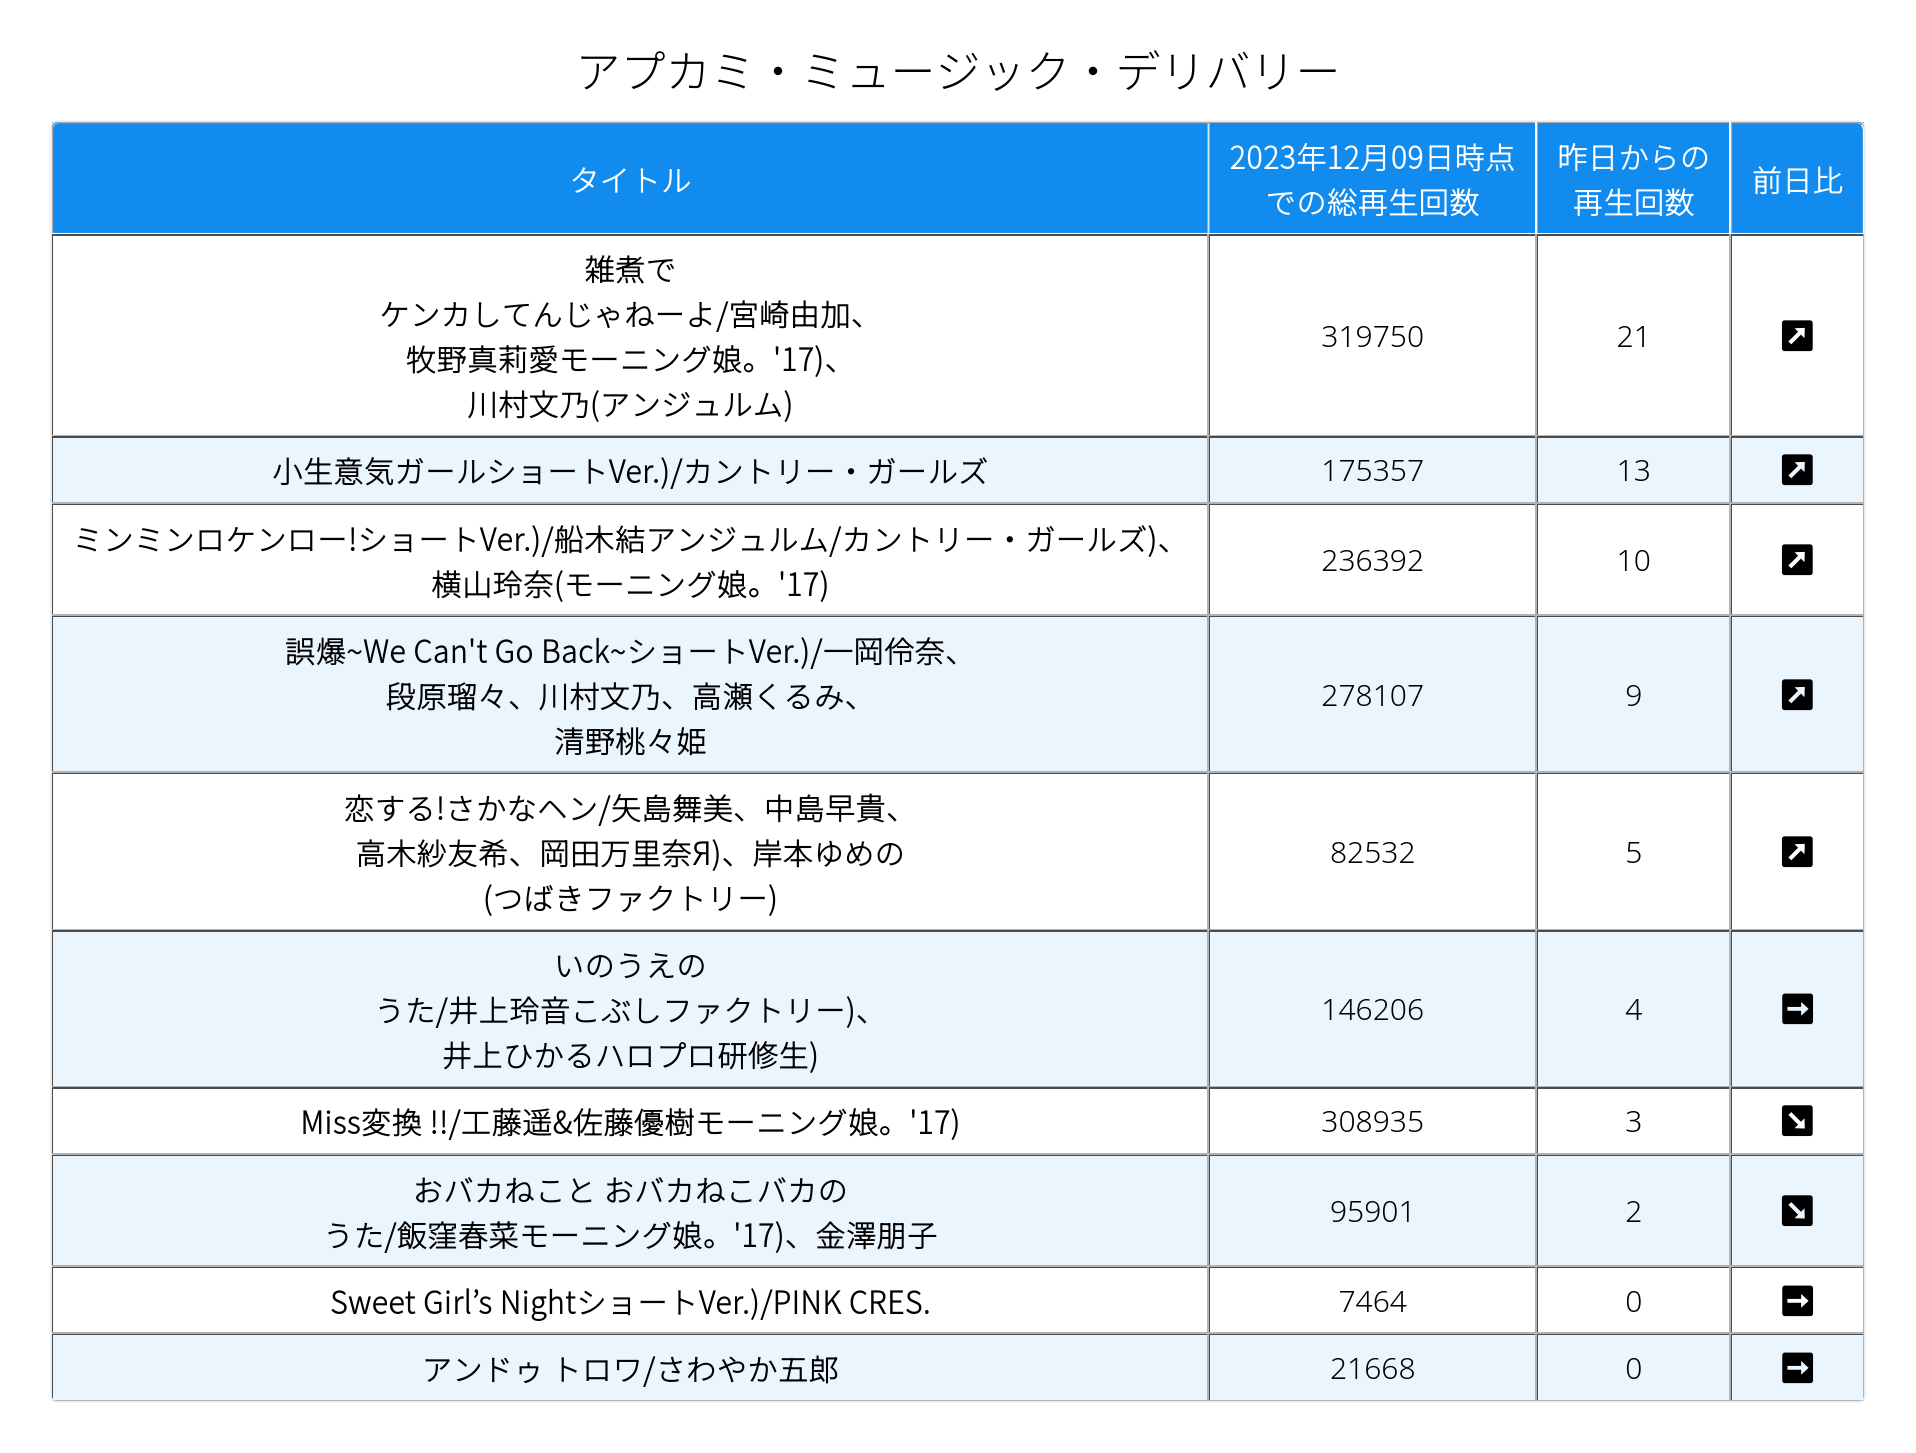 アプカミ・ミュージック・デリバリー
タイトル
2023年12月09日時点
での総再生回数
昨日からの
再生回数
前日比
雑煮で
ケンカしてんじゃねーよ/宮崎由加、
牧野真莉愛モーニング娘。'17)、
川村文乃(アンジュルム)
319750
21
小生意気ガールショートVer.)/カントリー・ガールズ
175357
13
ミンミンロケンロー!ショートVer.)/船木結アンジュルム/カントリー・ガールズ)、
横山玲奈(モーニング娘。'17)
236392
10
誤爆~We Can't Go Back~ショートVer.)/一岡伶奈、
段原瑠々、川村文乃、高瀬くるみ、
清野桃々姫
278107
9
恋する!さかなヘン/矢島舞美、中島早貴、
高木紗友希、岡田万里奈Я)、岸本ゆめの
(つばきファクトリー)
82532
5
いのうえの
うた/井上玲音こぶしファクトリー)、
井上ひかるハロプロ研修生)
146206
4
Miss変換 !!/工藤遥&佐藤優樹モーニング娘。'17)
308935
3
おバカねこと おバカねこバカの
うた/飯窪春菜モーニング娘。'17)、金澤朋子
95901
2
Sweet Girl’s NightショートVer.)/PINK CRES.
7464
0
アンドゥ トロワ/さわやか五郎
21668
0